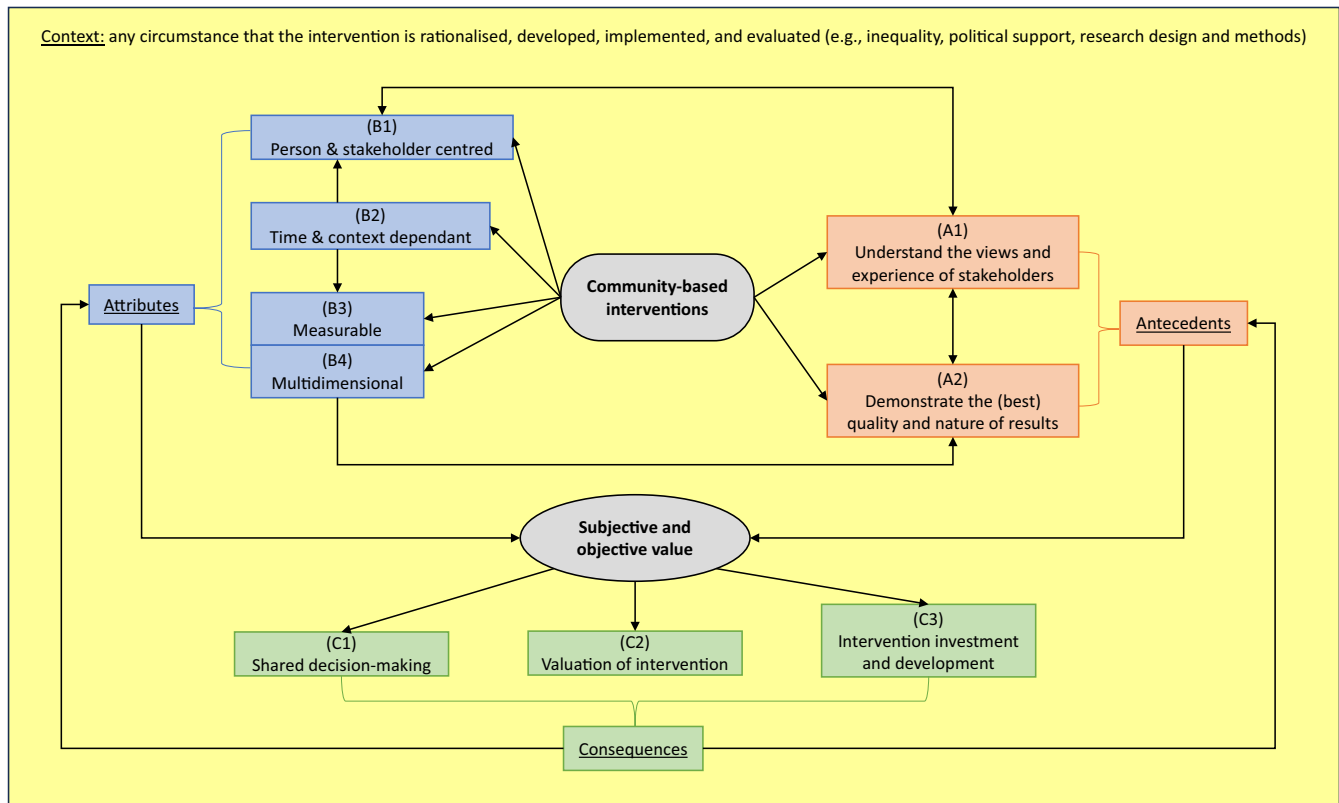 Context: any circumstance that the intervention is rationalised, developed, implemented, and evaluated (e.g., inequality, political support, research design and methods)
(B1)
Person & stakeholder centred
(B2)
Time & context dependant
(B3)
Measurable
(B4)
Multidimensional
Attributes
Community-based
interventions
(A1)
Understand the views and
experience of stakeholders
(A2)
Demonstrate the (best)
quality and nature of results
Antecedents
Subjective and
objective value
(C1)
Shared decision-making
(C2)
Valuation of intervention
(C3)
Intervention investment
and development
Consequences